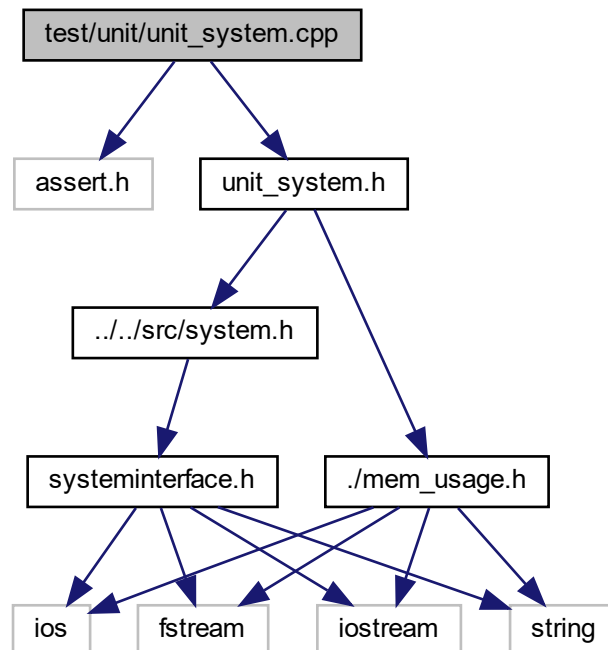 test/unit/unit_system.cpp
assert.h
unit_system.h
../../src/system.h
systeminterface.h
./mem_usage.h
ios
fstream
iostream
string